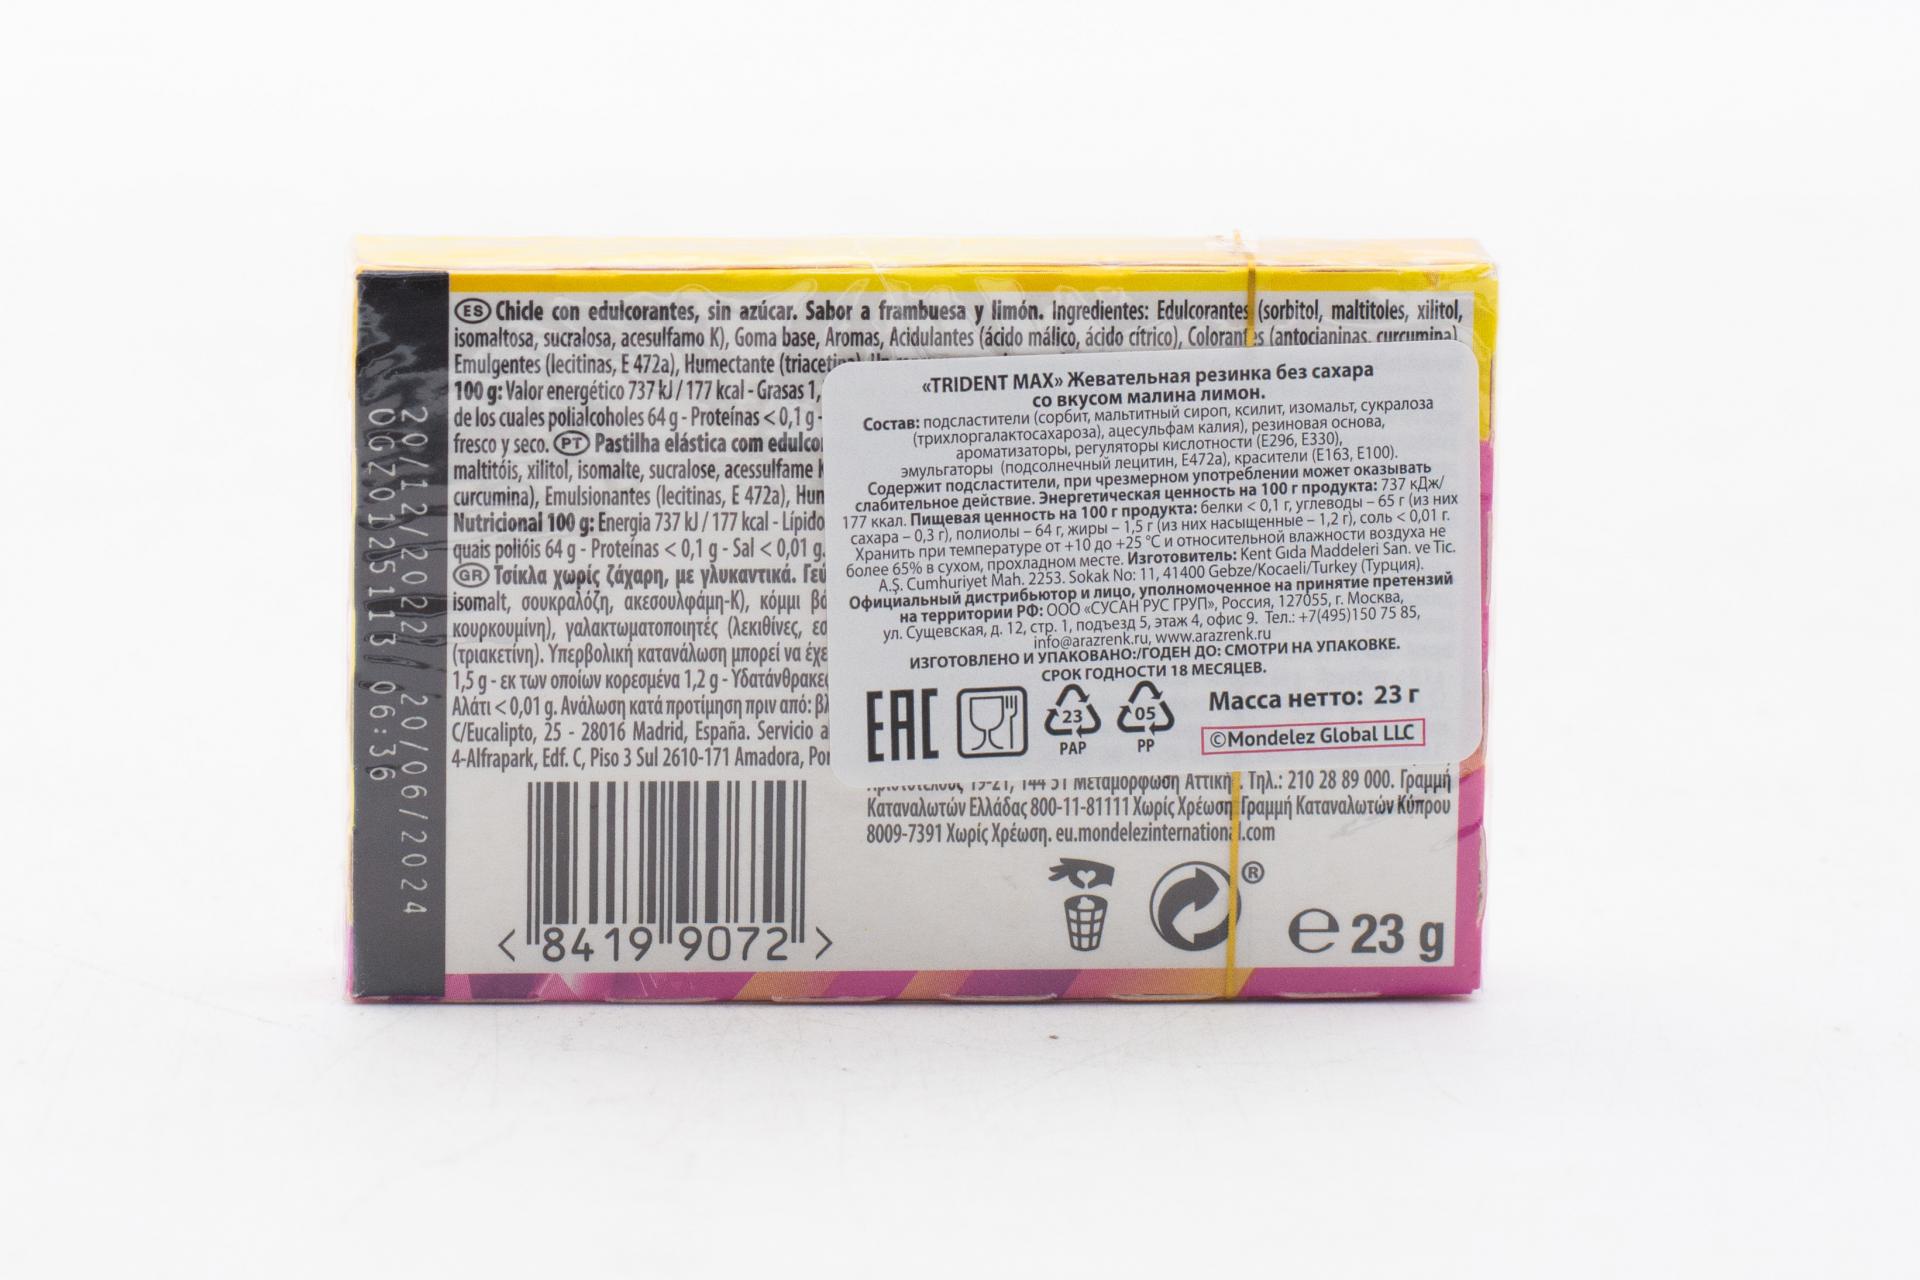 ES Chicle con edulcorantes, sin azúcar. Sabor a frambuesa y limón. Ingredientes: Edulcorantes (sorbitol, maltitoles, xilitol,
isomaltosa, sucralosa, acesulfamo K), Goma base, Aromas, Acidulantes (ácido málico, ácido cítrico), Colorantes (antocianinas, curcumina)
Emulgentes (lecitinas, E 472a), Humectante (triacetina)
100 g: Valor energético 737 kJ / 177 kcal - Grasas 1,
de los cuales polialcoholes 64 g - Proteínas < 0,1 g -
fresco y seco. PT Pastilha elástica com edulco
maltitóis, xilitol, isomalte, sucralose, acessulfame K
curcumina), Emulsionantes (lecitinas, E 472a), Hum
Nutricional 100 g: Energia 737 kJ / 177 kcal - Lípido
quais polióis 64 g - Proteínas < 0,1 g - Sal < 0,01 g.
GR Τσίκλα χωρίς ζάχαρη, με γλυκαντικά. Γεύ
isomalt, σουκραλόζη, ακεσουλφάμη-K), κόμμι βά
κουρκουμίνη), γαλακτωματοποιητές (λεκιθίνες, εσ
(τριακετίνη). Υπερβολική κατανάλωση μπορεί να έχε
1,5 g - εκ των οποίων κορεσμένα 1,2 g - Υδατάνθρακες
Αλάτι < 0,01 g. Ανάλωση κατά προτίμηση πριν από: βλ
C/Eucalipto, 25 - 28016 Madrid, España. Servicio a
4-Alfrapark, Edf. C, Piso 3 Sul 2610-171 Amadora, Por
19-21, 144 51 Μεταμόρφωση Αττική. Τηλ.: 210 28 89 000. Γραμμή
Καταναλωτών Ελλάδας 800-11-81111 Χωρίς Χρέωση. Γραμμή Καταναλωτών Κύπρου
8009-7391 Χωρίς Χρέωση. eu.mondelezinternational.com
«TRIDENT MAX» Жевательная резинка без сахара
со вкусом малина лимон.
Состав: подсластители (сорбит, мальтитный сироп, ксилит, изомальт, сукралоза
(трихлоргалактосахароза), ацесульфам калия), резиновая основа,
ароматизаторы, регуляторы кислотности (E296, E330),
эмульгаторы (подсолнечный лецитин, E472a), красители (E163, E100).
Содержит подсластители, при чрезмерном употреблении может оказывать
слабительное действие. Энергетическая ценность на 100 г продукта: 737 кДж/
177 ккал. Пищевая ценность на 100 г продукта: белки < 0,1 г, углеводы – 65 г (из них
сахара – 0,3 г), полиолы – 64 г, жиры – 1,5 г (из них насыщенные – 1,2 г), соль < 0,01 г.
Хранить при температуре от +10 до +25 °C и относительной влажности воздуха не
более 65% в сухом, прохладном месте. Изготовитель: Kent Gıda Maddeleri San. ve Tic.
A.Ş. Cumhuriyet Mah. 2253. Sokak No: 11, 41400 Gebze/Kocaeli/Turkey (Турция).
Официальный дистрибьютор и лицо, уполномоченное на принятие претензий
на территории РФ: ООО «СУСАН РУС ГРУП», Россия, 127055, г. Москва,
ул. Сущевская, д. 12, стр. 1, подъезд 5, этаж 4, офис 9. Тел.: +7(495)150 75 85,
info@arazrenk.ru, www.arazrenk.ru
ИЗГОТОВЛЕНО И УПАКОВАНО:/ГОДЕН ДО: СМОТРИ НА УПАКОВКЕ.
СРОК ГОДНОСТИ 18 МЕСЯЦЕВ.
EAC
23
PAP
05
PP
Масса нетто: 23 г
©Mondelez Global LLC
20/12/2022 20/06/2024
OGZ0125113 06:36
< 8419 9072 >
®
e 23 g